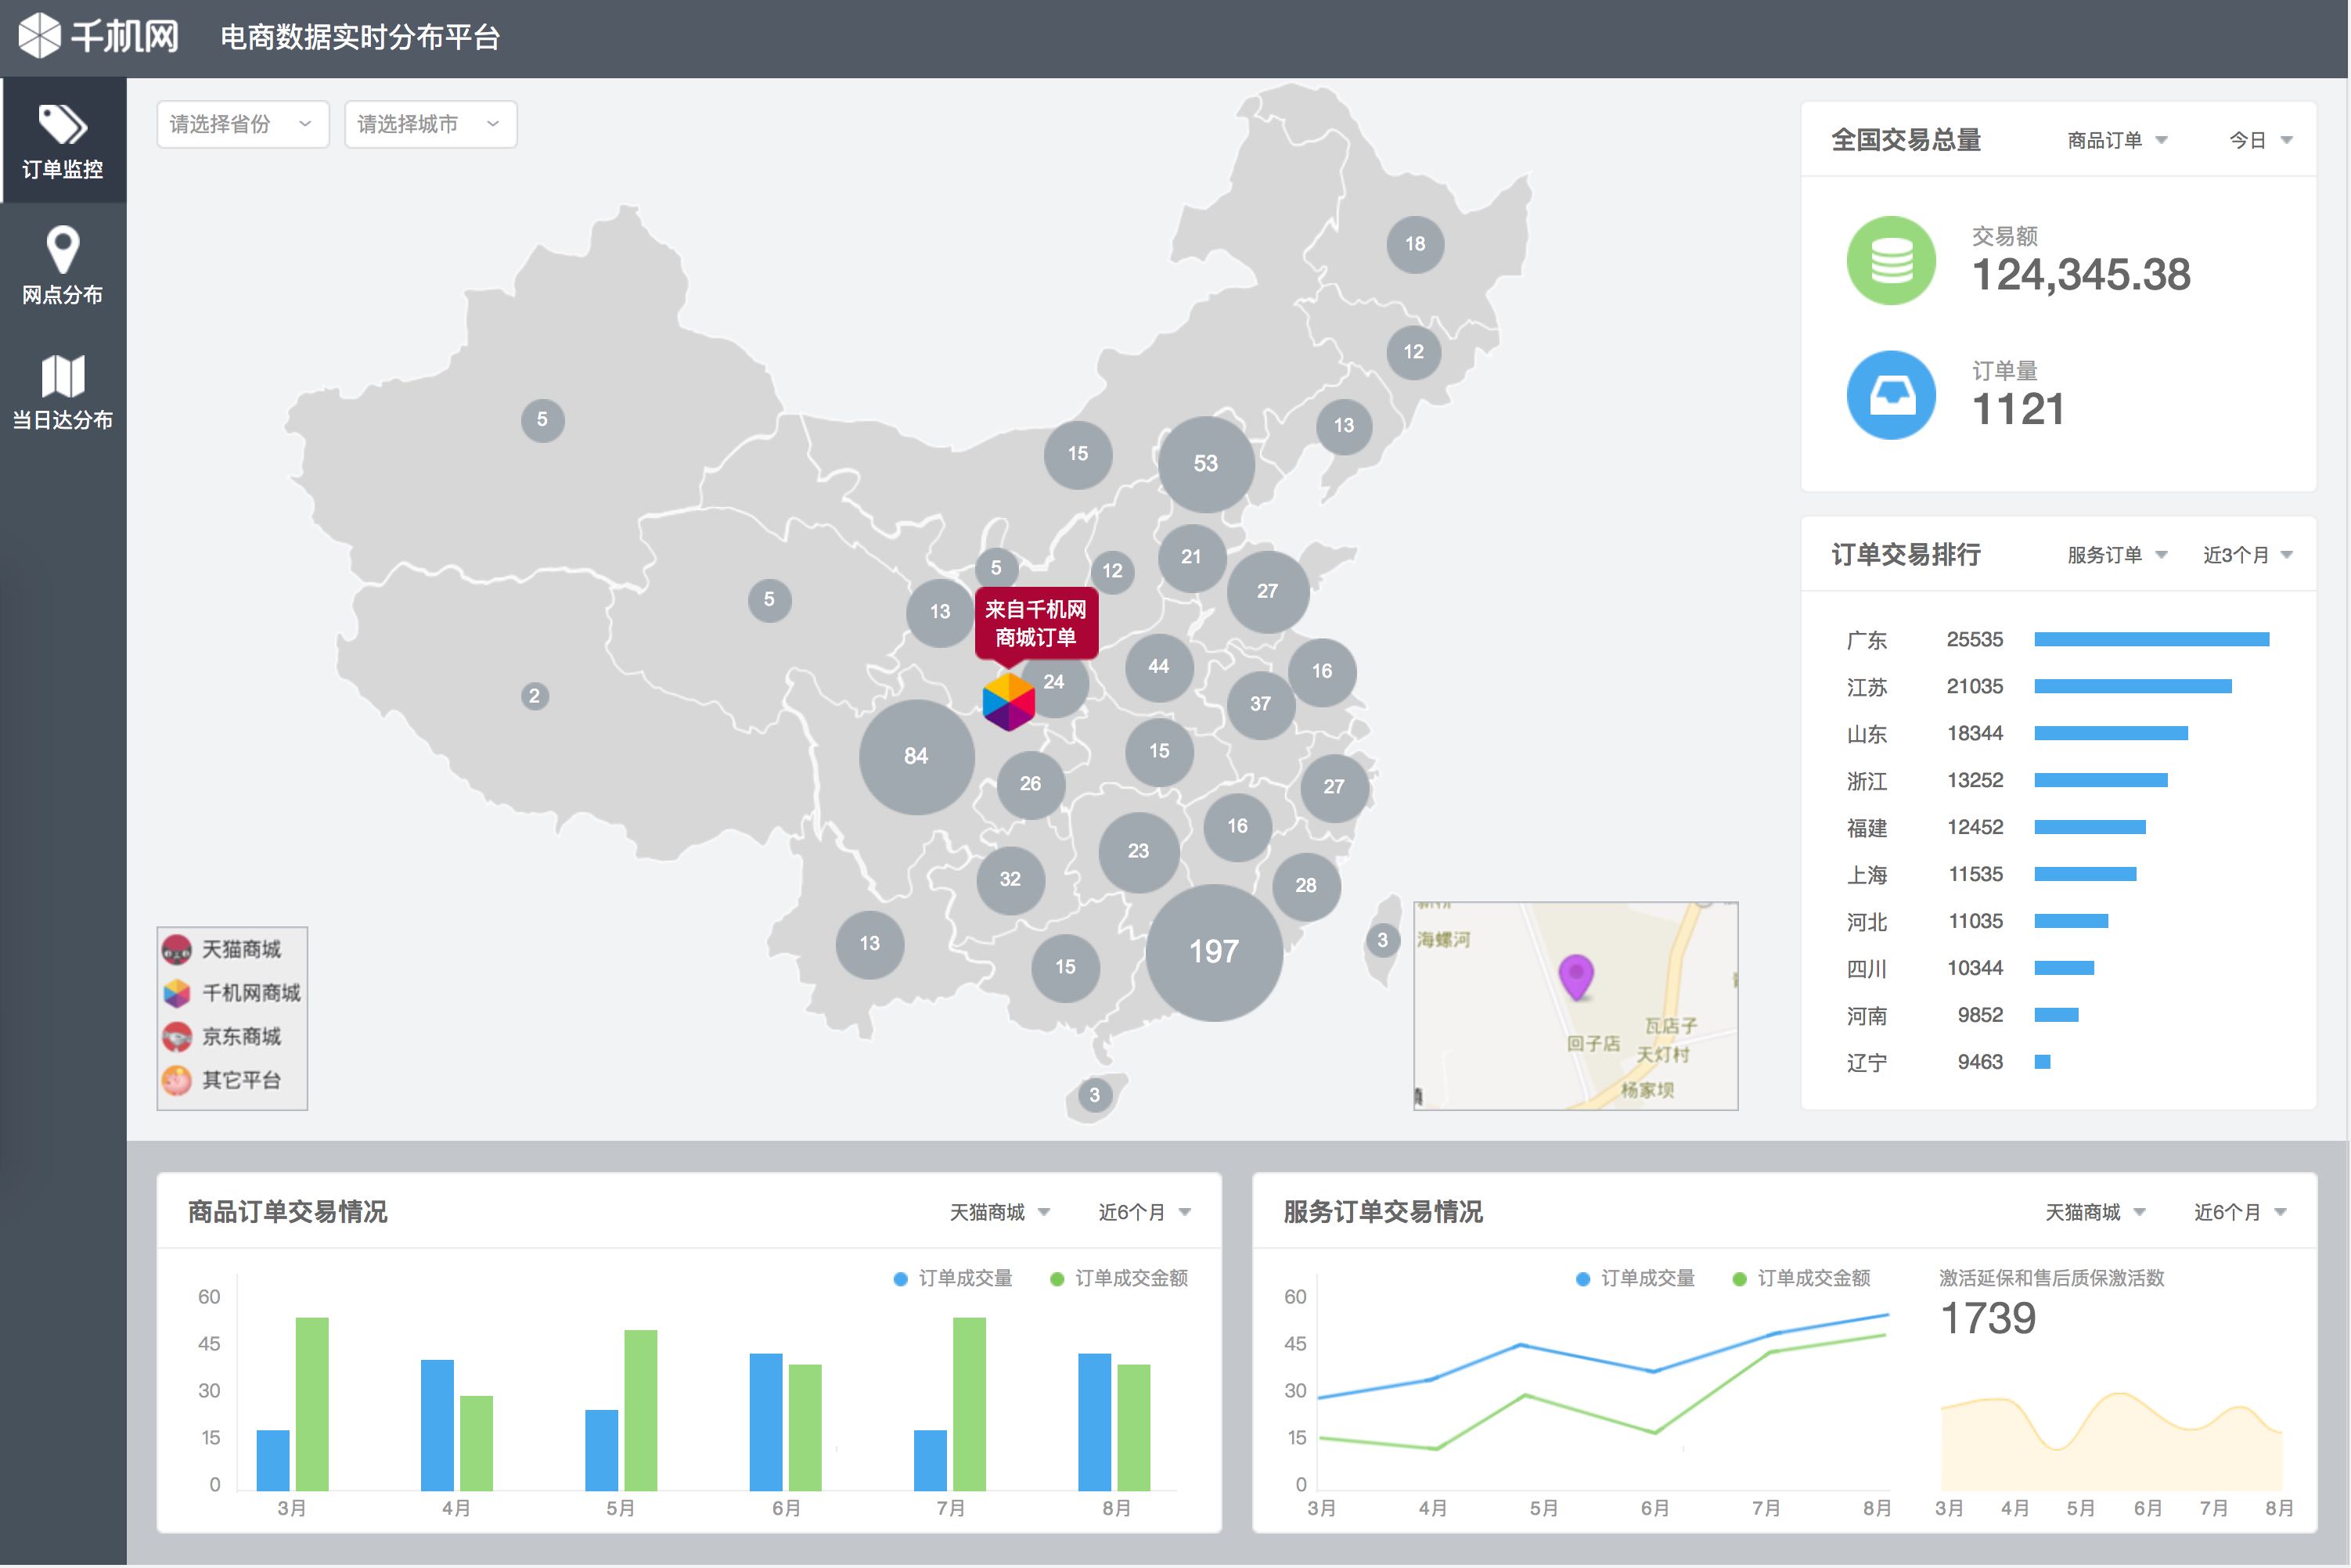 千机网
电商数据实时分布平台
订单监控
网点分布
当日达分布
请选择省份
请选择城市
18
12
13
5
15
53
5
12
21
27
5
13
来自千机网
商城订单
24
44
16
2
37
84
26
15
27
32
23
16
28
13
15
197
3
3
天猫商城
千机网商城
京东商城
其它平台
海螺河
瓦店子
回子店
天灯村
杨家坝
全国交易总量
商品订单
今日
交易额
124,345.38
订单量
1121
订单交易排行
服务订单
近3个月
广东 25535
江苏 21035
山东 18344
浙江 13252
福建 12452
上海 11535
河北 11035
四川 10344
河南 9852
辽宁 9463
商品订单交易情况
天猫商城
近6个月
订单成交量
订单成交金额
60
45
30
15
0
3月 4月 5月 6月 7月 8月
服务订单交易情况
天猫商城
近6个月
订单成交量
订单成交金额
60
45
30
15
0
3月 4月 5月 6月 7月 8月
激活延保和售后质保激活数
1739
3月 4月 5月 6月 7月 8月